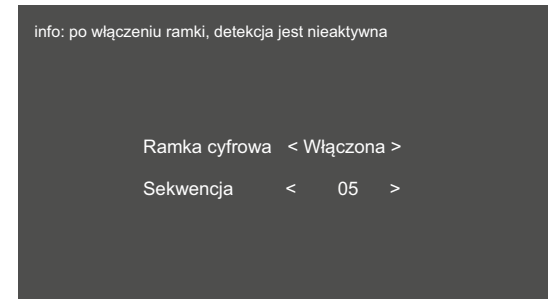 info: po włączeniu ramki, detekcja jest nieaktywna
Ramka cyfrowa < Włączona >
Sekwencja < 05 >